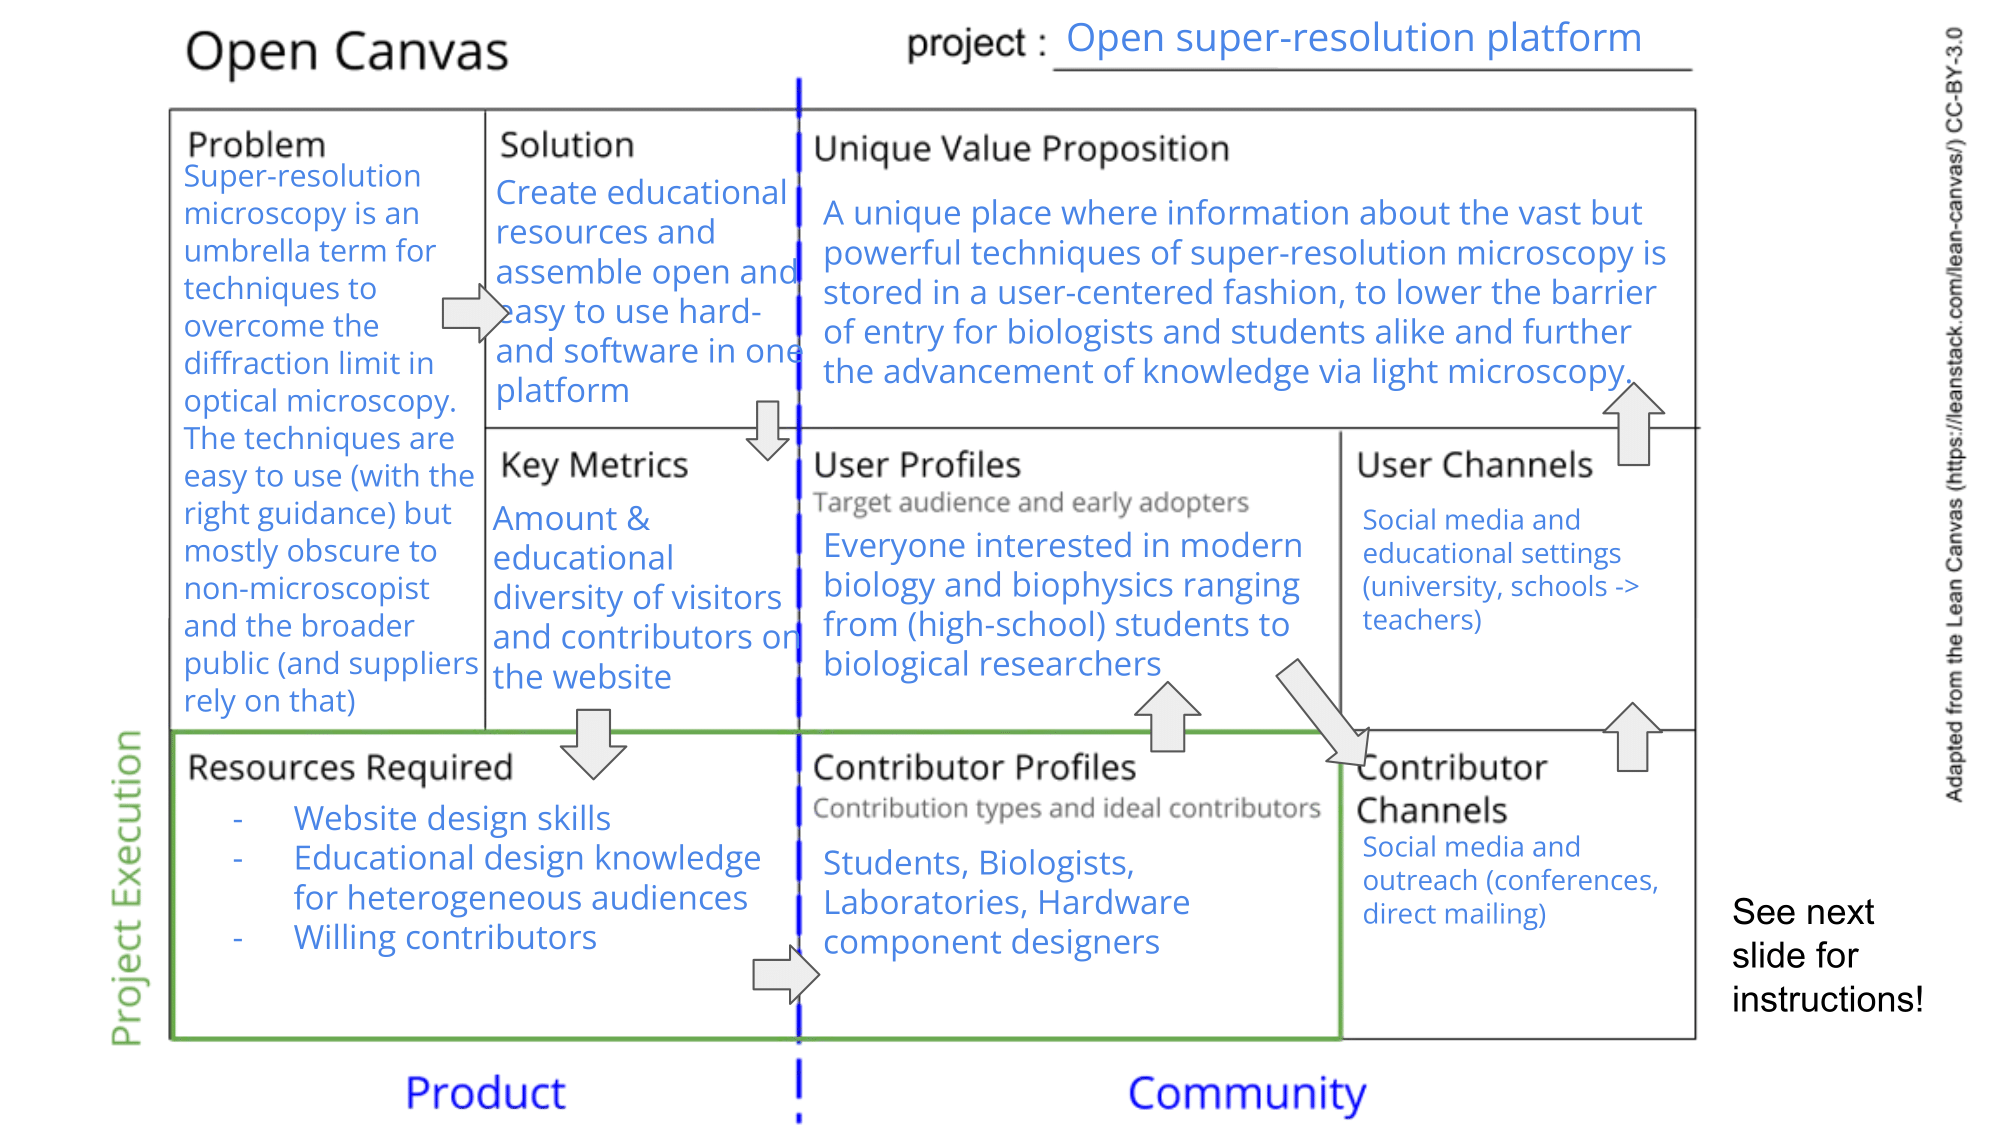 Open Canvas
project : Open super-resolution platform
Problem
Super-resolution
microscopy is an
umbrella term for
techniques to
overcome the
diffraction limit in
optical microscopy.
The techniques are
easy to use (with the
right guidance) but
mostly obscure to
non-microscopist
and the broader
public (and suppliers
rely on that)
Solution
Create educational
resources and
assemble open and
easy to use hard-
and software in one
platform
Unique Value Proposition
A unique place where information about the vast but
powerful techniques of super-resolution microscopy is
stored in a user-centered fashion, to lower the barrier
of entry for biologists and students alike and further
the advancement of knowledge via light microscopy.
Key Metrics
Amount &
educational
diversity of visitors
and contributors on
the website
User Profiles
Target audience and early adopters
Everyone interested in modern
biology and biophysics ranging
from (high-school) students to
biological researchers
User Channels
Social media and
educational settings
(university, schools ->
teachers)
Resources Required
- Website design skills
- Educational design knowledge
for heterogeneous audiences
- Willing contributors
Contributor Profiles
Contribution types and ideal contributors
Students, Biologists,
Laboratories, Hardware
component designers
Contributor
Channels
Social media and
outreach (conferences,
direct mailing)
Project Execution
Product
Community
See next
slide for
instructions!
Adapted from the Lean Canvas (https://leanstack.com/lean-canvas/) CC-BY-3.0